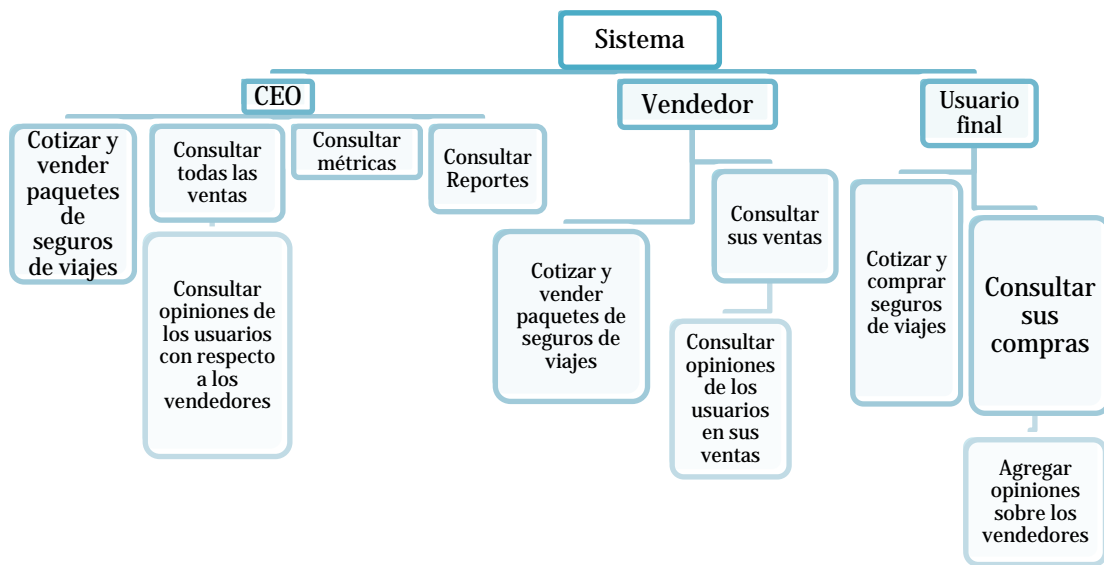 Sistema
CEO
Vendedor
Usuario
final
Cotizar y
vender
paquetes
de
seguros
de viajes
Consultar
todas las
ventas
Consultar
métricas
Consultar
Reportes
Consultar
opiniones de
los usuarios
con respecto
a los
vendedores
Cotizar y
vender
paquetes de
seguros de
viajes
Consultar
sus ventas
Consultar
opiniones
de los
usuarios
en sus
ventas
Cotizar y
comprar
seguros
de viajes
Consultar
sus
compras
Agregar
opiniones
sobre los
vendedores